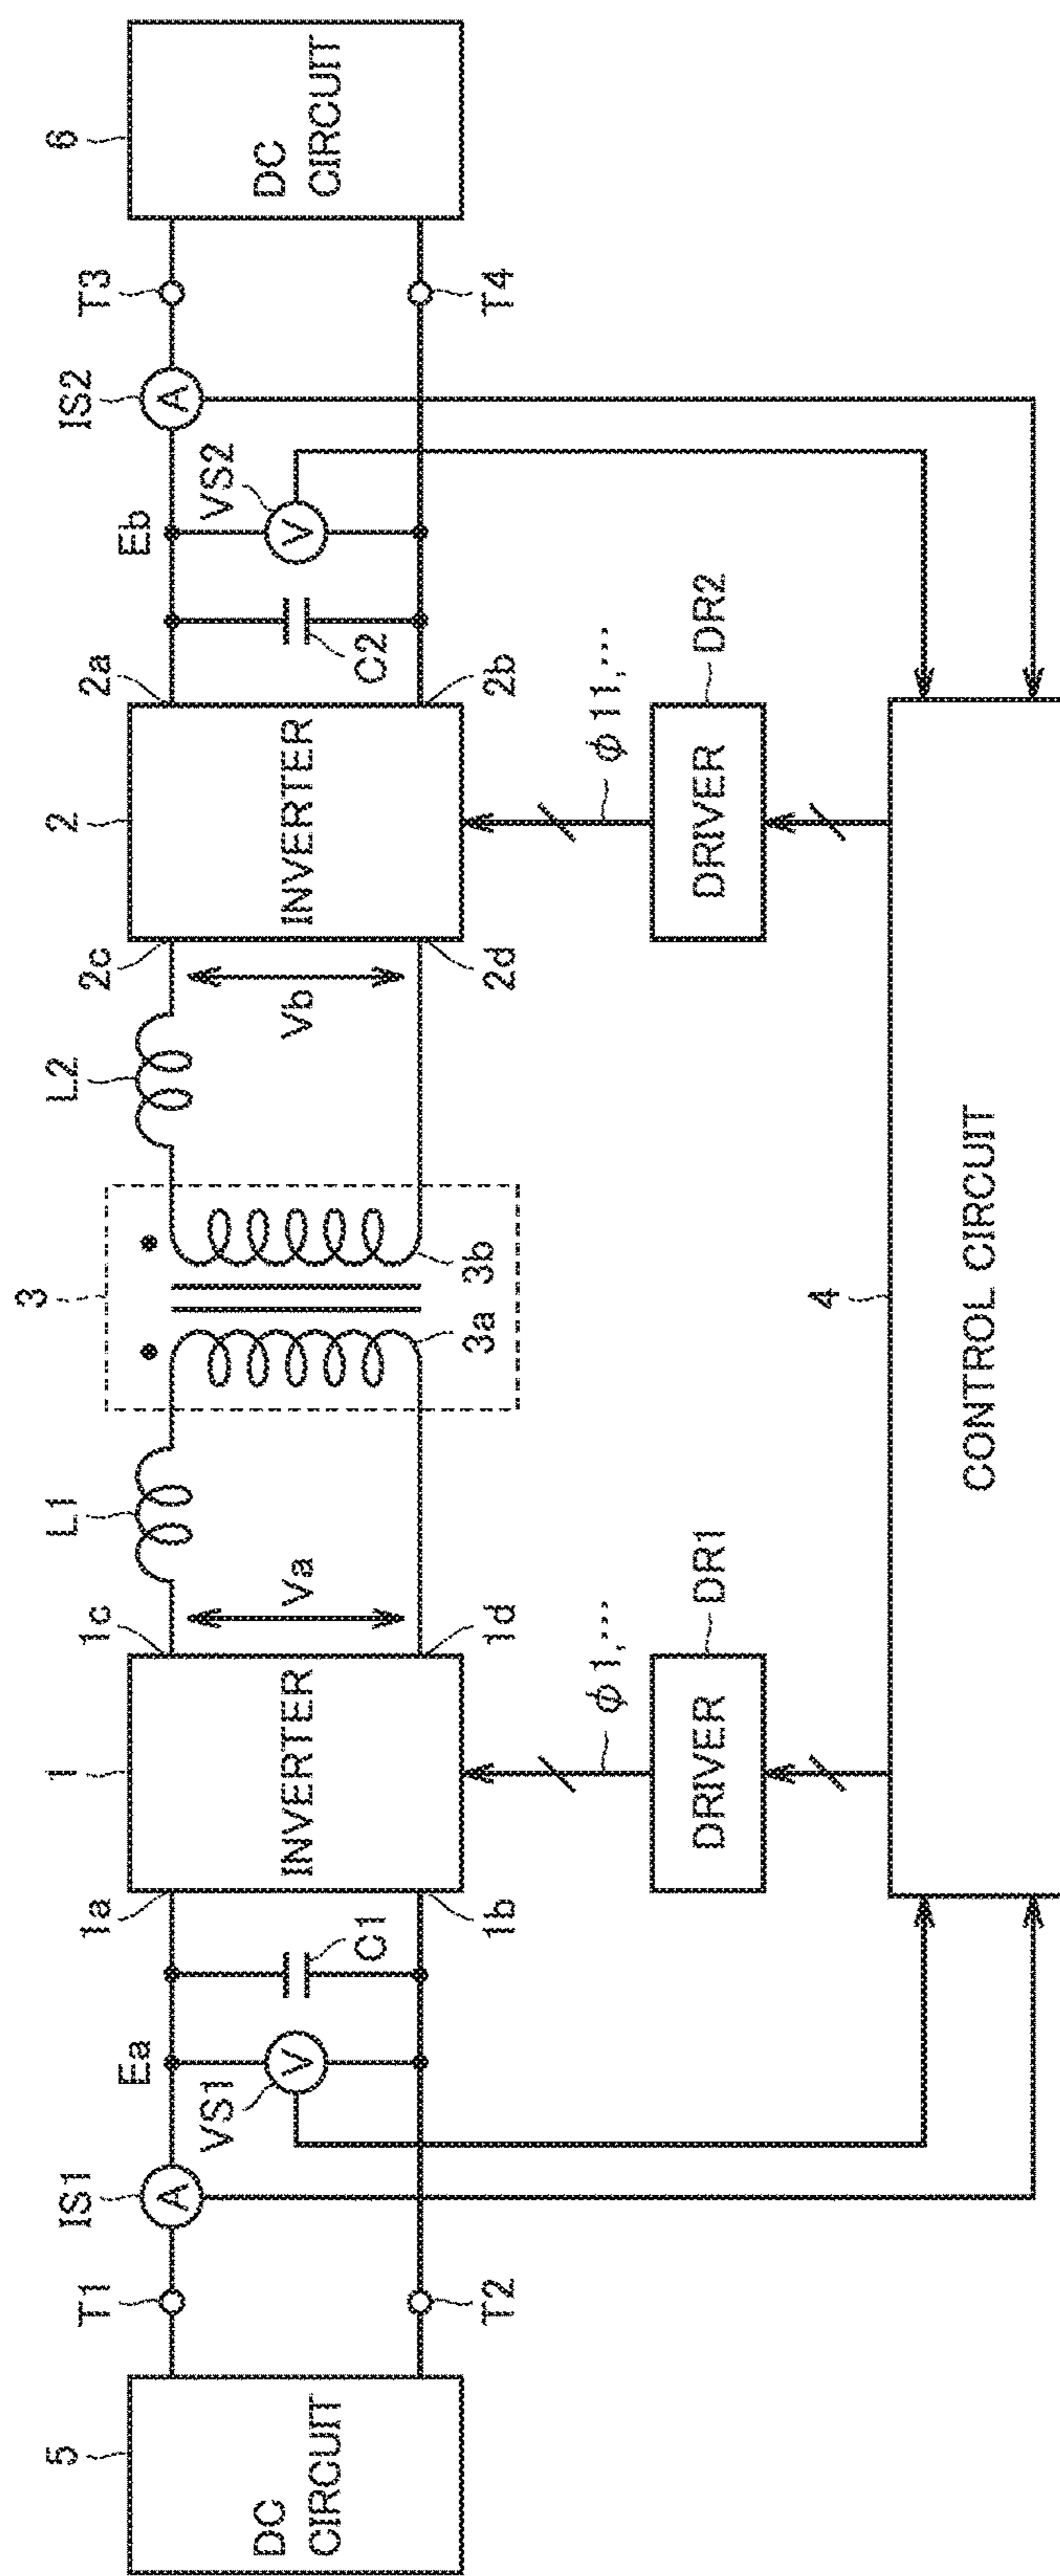 5
DC
CIRCUIT
T1
T2
IS1
A
Ea
VS1
V
C1
1a
1b
1
INVERTER
1c
1d
Va
L1
3
3a
3b
L2
Vb
2c
2d
2
INVERTER
2a
2b
C2
Eb
VS2
V
IS2
A
T3
T4
6
DC
CIRCUIT
ϕ1,⋯
DR1
DRIVER
ϕ11,⋯
DR2
DRIVER
4
CONTROL CIRCUIT